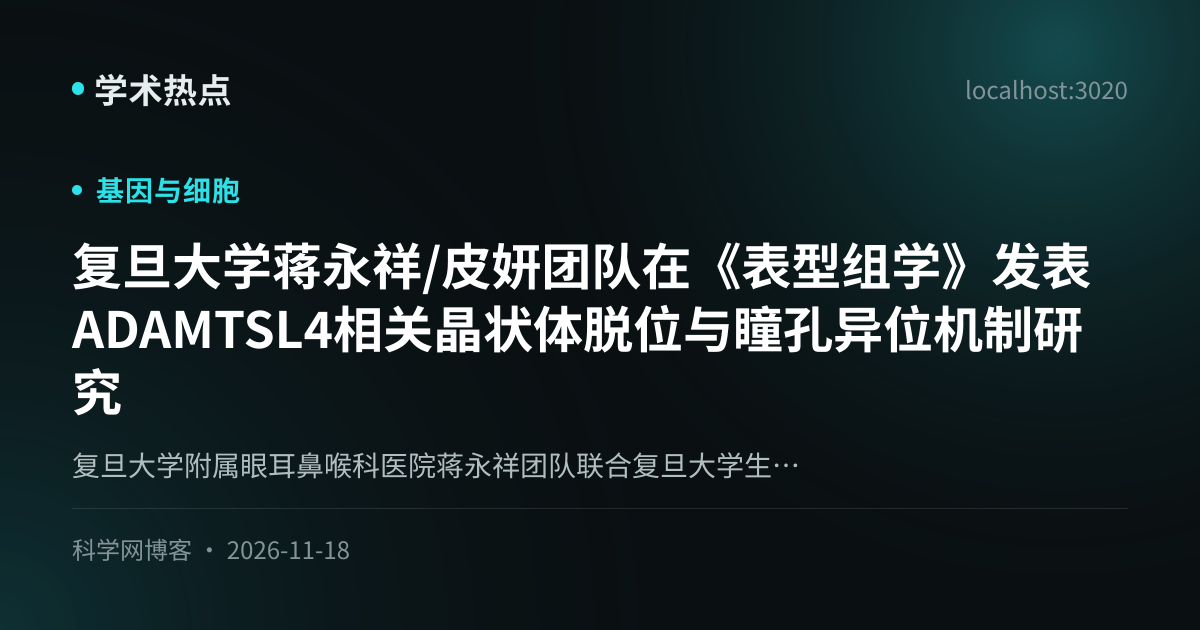 学术热点
localhost:3020
基因与细胞
复旦大学蒋永祥/皮妍团队在《表型组学》发表
ADAMTSL4相关晶状体脱位与瞳孔异位机制研
究
复旦大学附属眼耳鼻喉科医院蒋永祥团队联合复旦大学生…
科学网博客 • 2026-11-18